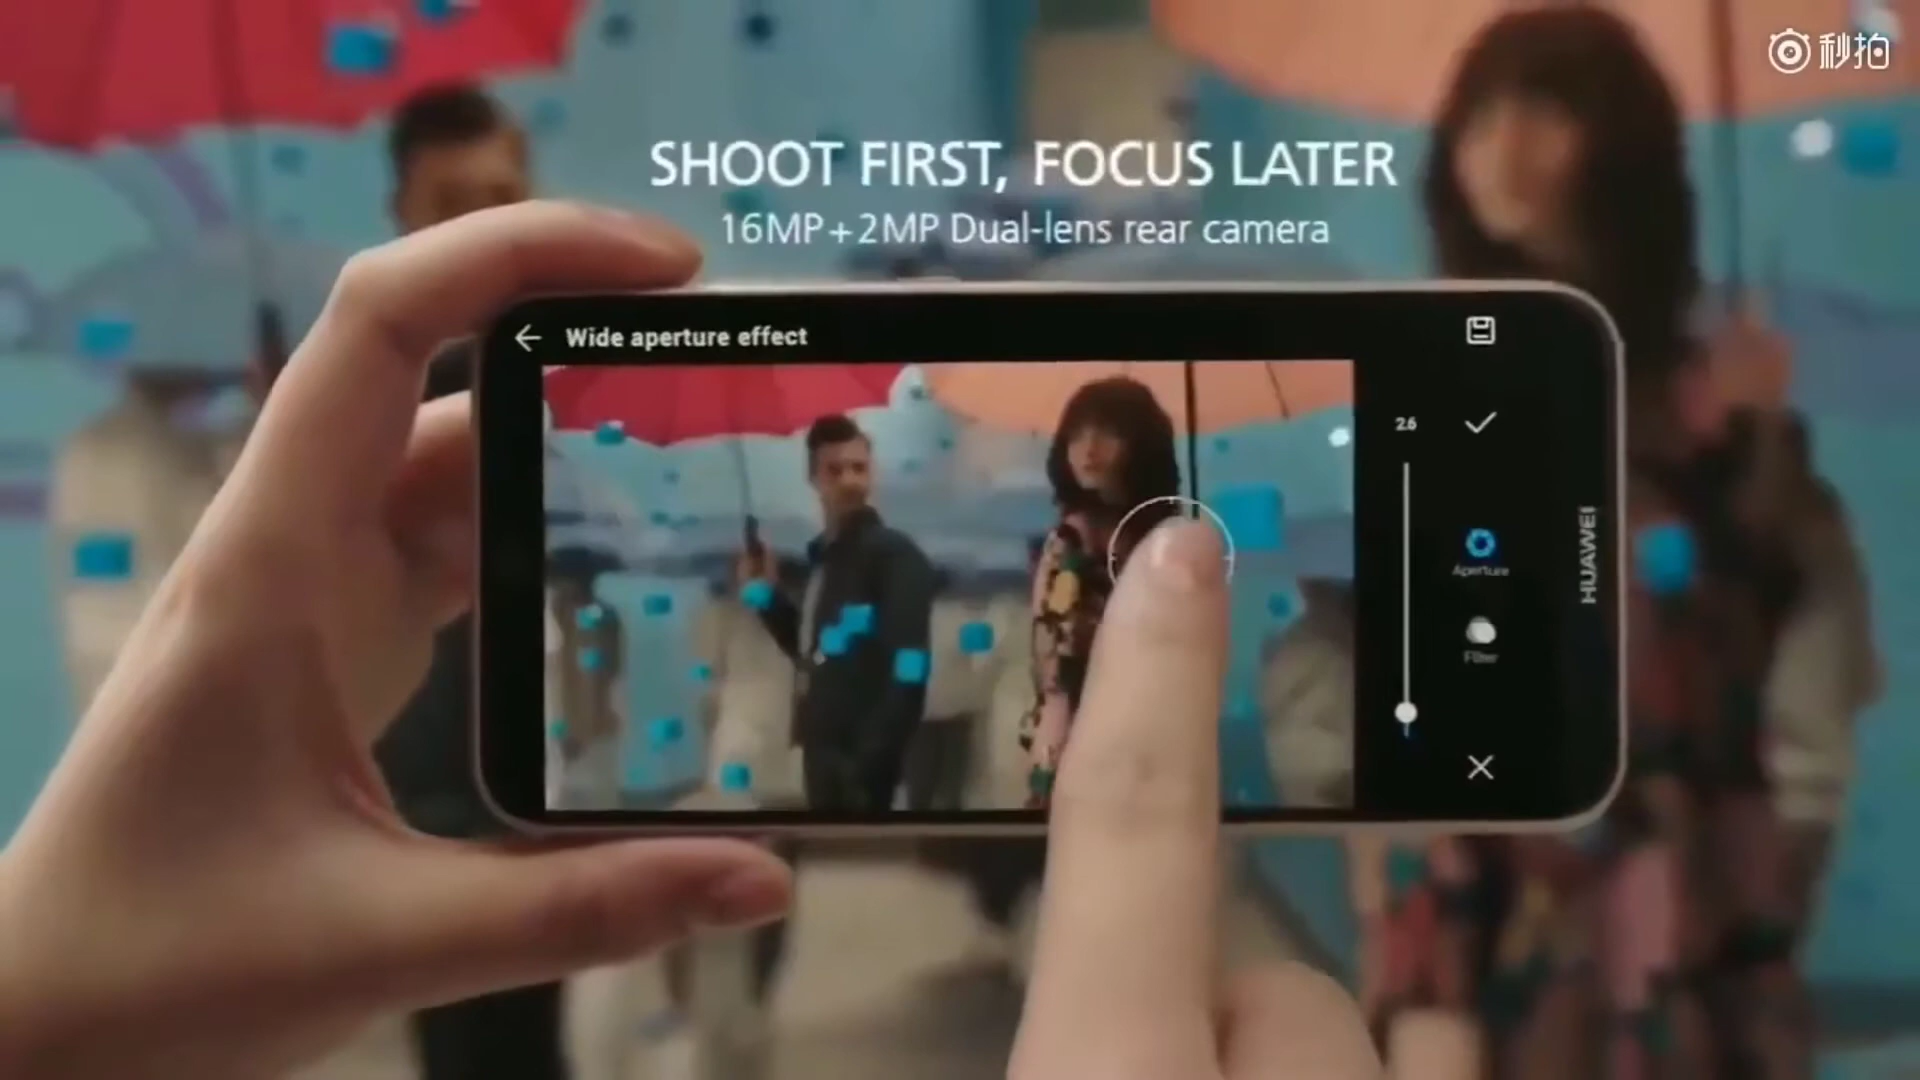 秒拍
SHOOT FIRST, FOCUS LATER
16MP+2MP Dual-lens rear camera
Wide aperture effect
2.6
Aperture
Filter
HUAWEI